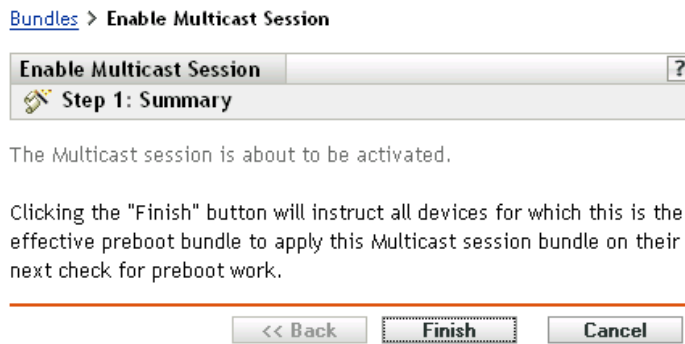 Bundles > Enable Multicast Session
Enable Multicast Session ?
Step 1: Summary
The Multicast session is about to be activated.
Clicking the "Finish" button will instruct all devices for which this is the
effective preboot bundle to apply this Multicast session bundle on their
next check for preboot work.
<< Back Finish Cancel